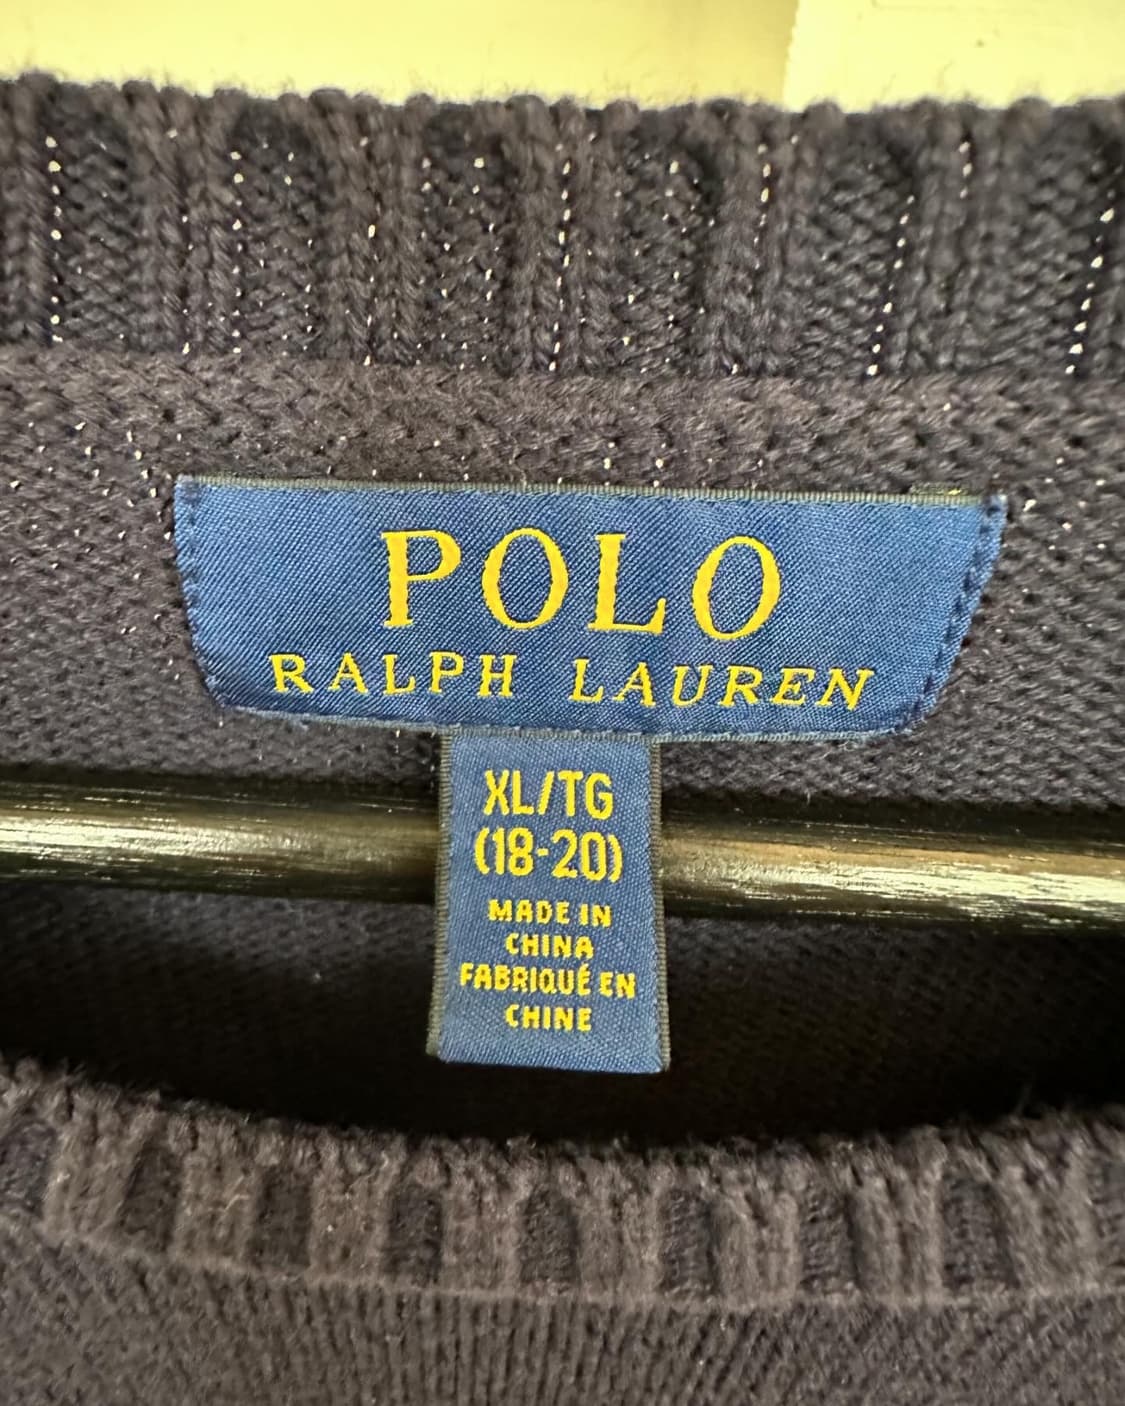 POLO
RALPH LAUREN
XL/TG
(18-20)
MADE IN
CHINA
FABRIQUÉ EN
CHINE